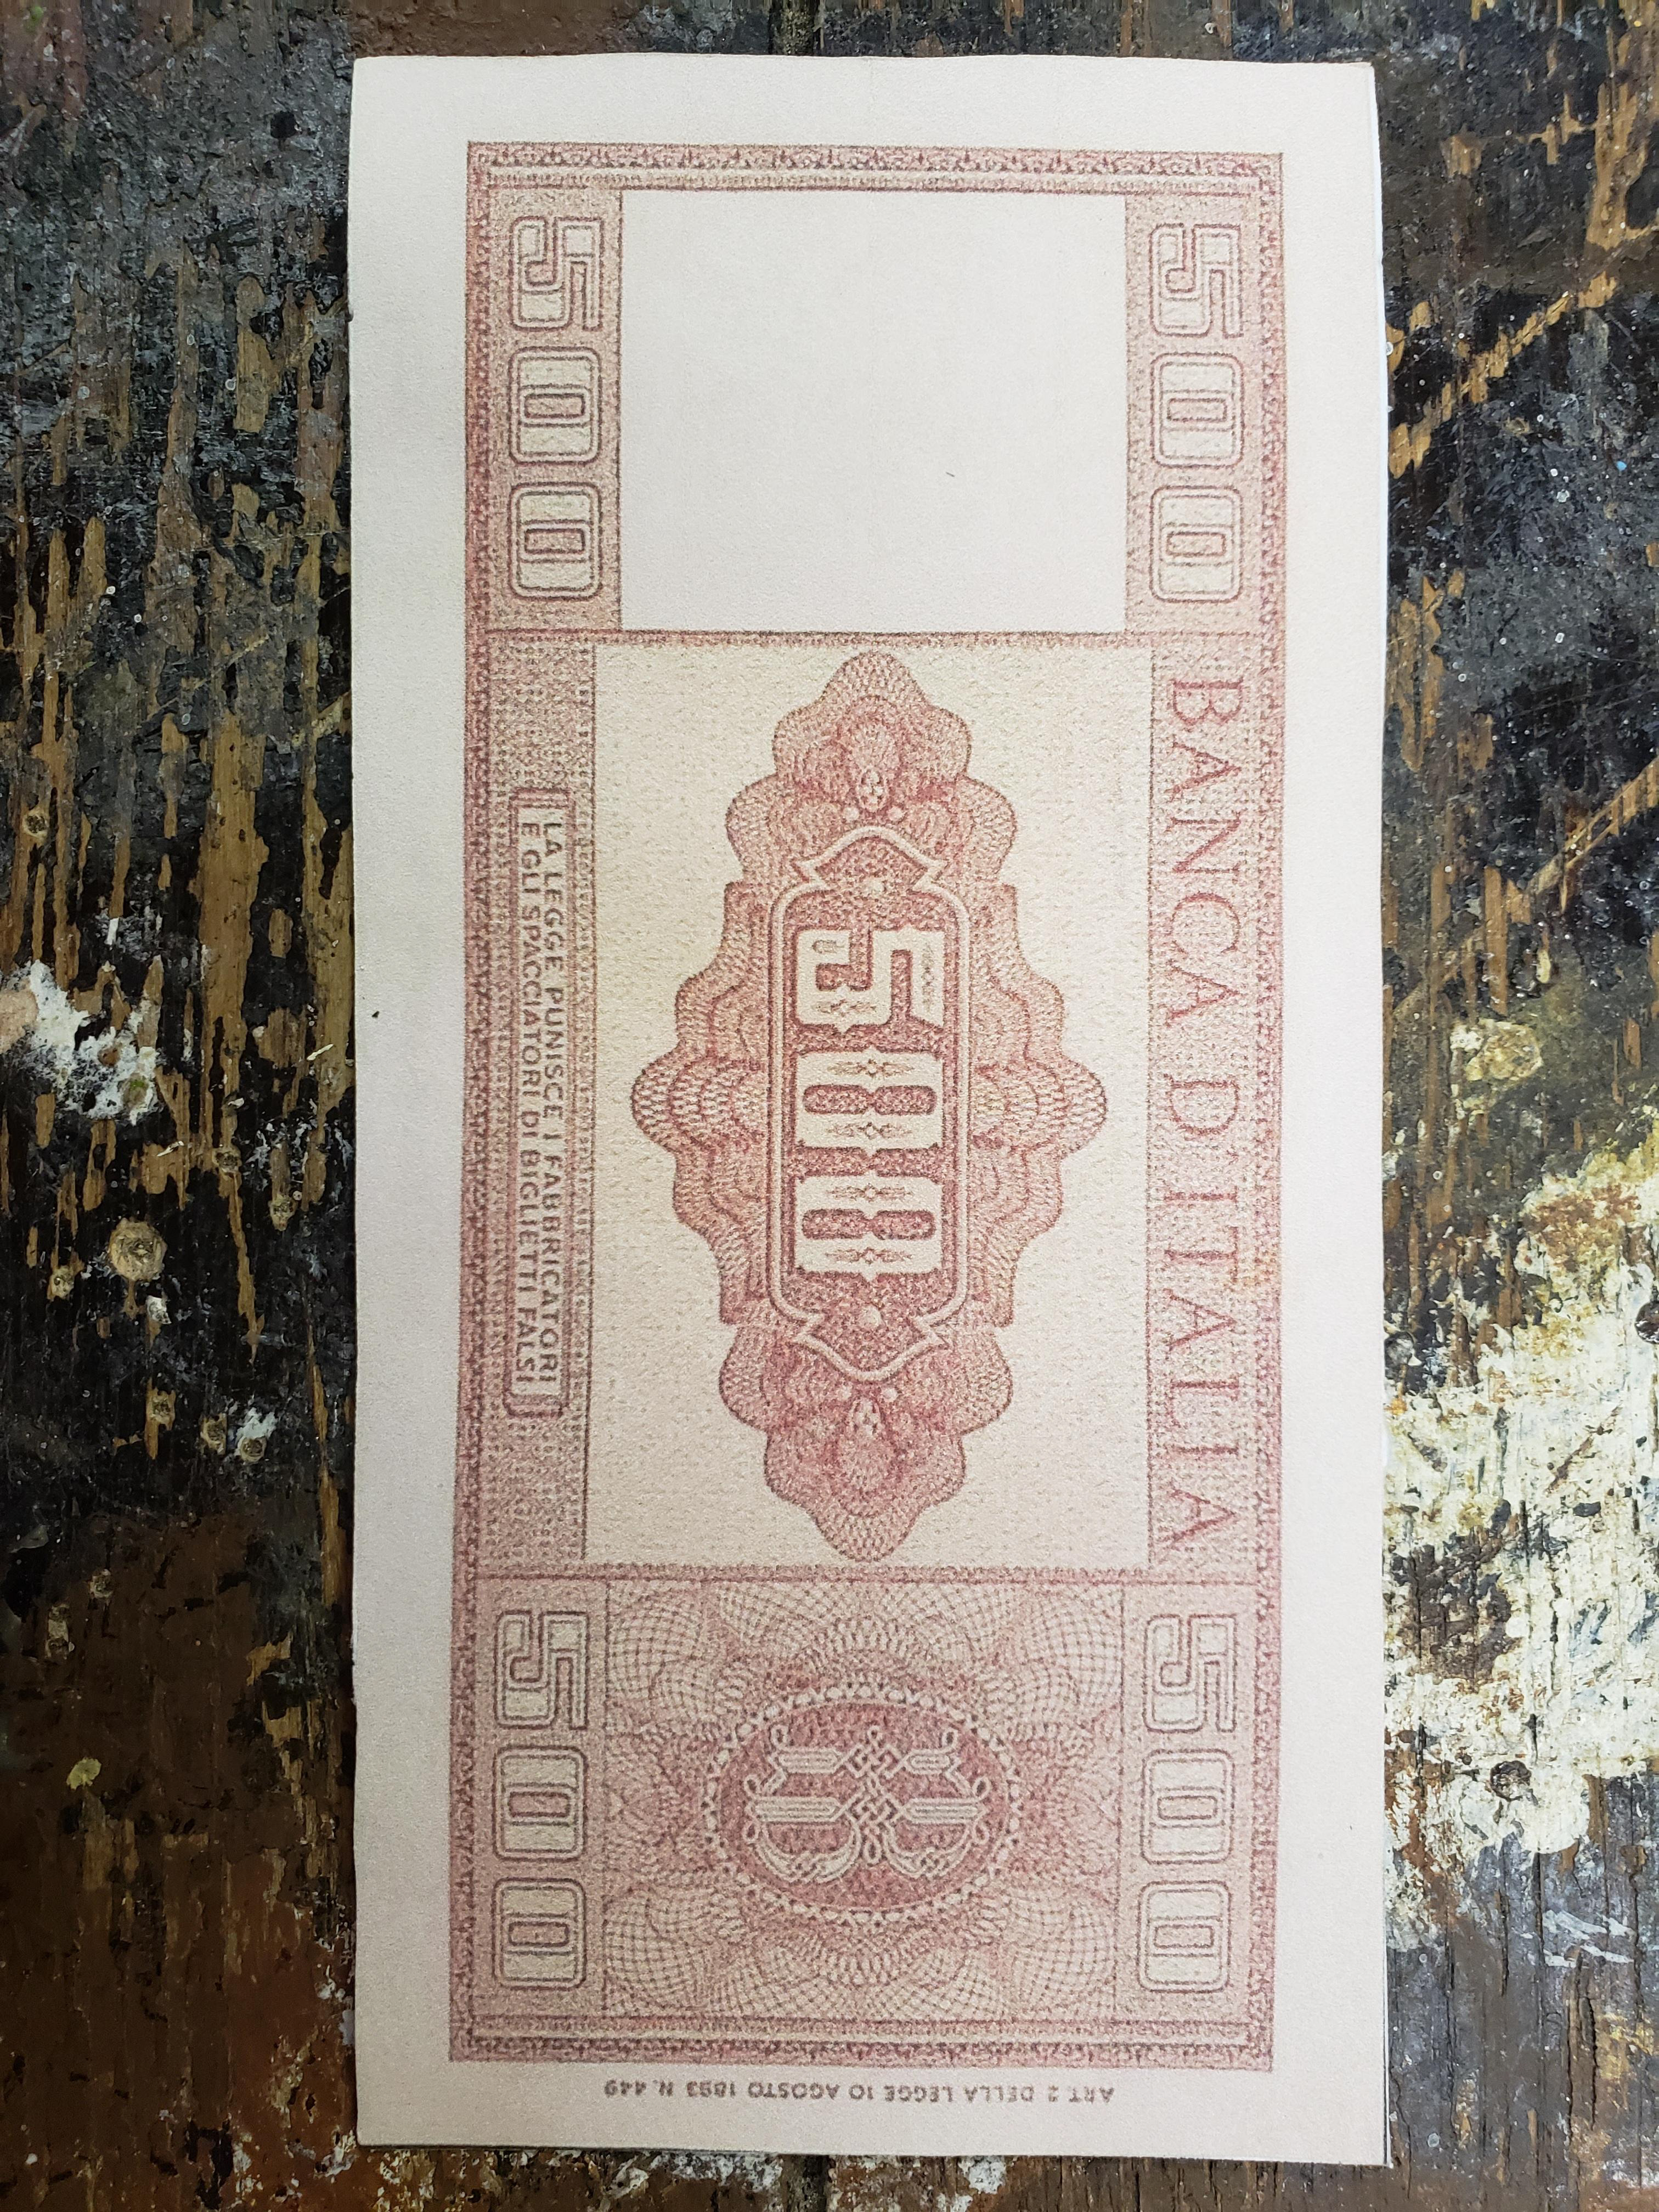 500
500
BANCA D'ITALIA
500
LA LEGGE PUNISCE I FABBRICATORI
E GLI SPACCIATORI DI BIGLIETTI FALSI
500
500
ART. 2 DELLA LEGGE 10 AGOSTO 1893 N. 449